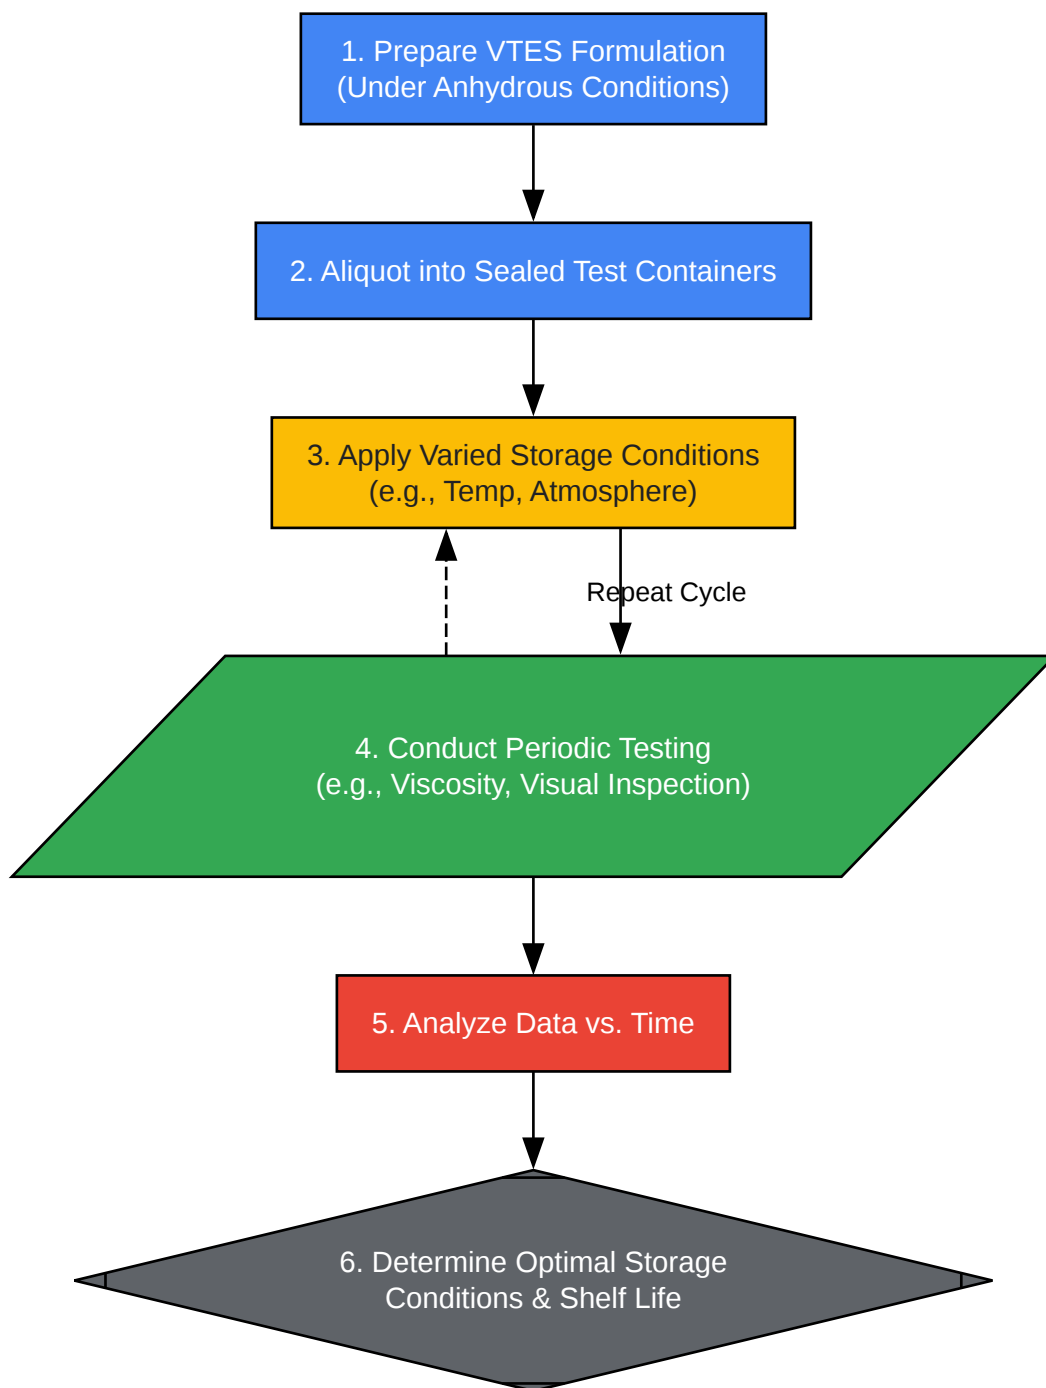 1. Prepare VTES Formulation
(Under Anhydrous Conditions)
2. Aliquot into Sealed Test Containers
3. Apply Varied Storage Conditions
(e.g., Temp, Atmosphere)
Repeat Cycle
4. Conduct Periodic Testing
(e.g., Viscosity, Visual Inspection)
5. Analyze Data vs. Time
6. Determine Optimal Storage
Conditions & Shelf Life